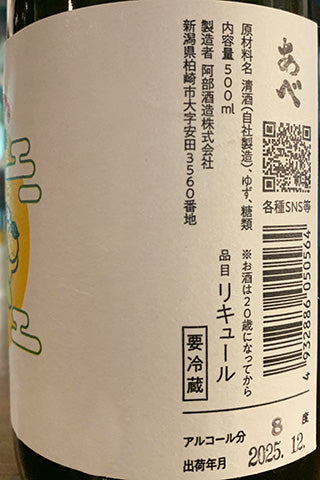 あべ
各種SNS等
4932886050564
原材料名 清酒(自社製造)、ゆず、糖類
内容量 500ml
製造者 阿部酒造株式会社
新潟県柏崎市大字安田3560番地
※お酒は20歳になってから
品目 リキュール
要冷蔵
アルコール分 8 度
出荷年月 2025.12.